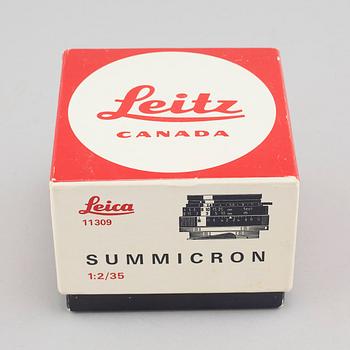 Leitz
CANADA
Leica
11309
SUMMICRON
1:2/35